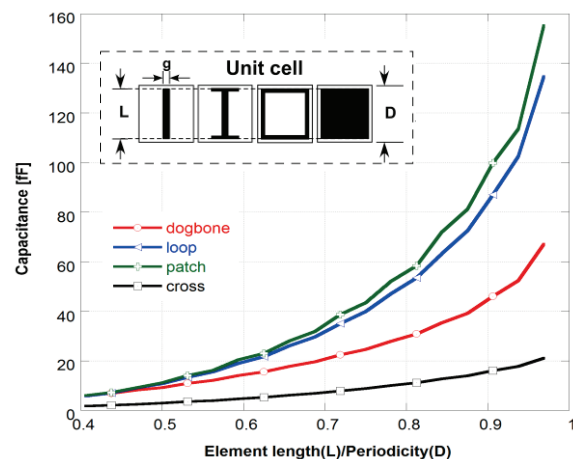 160
140
120
100
80
60
40
20
0
Capacitance [fF]
Unit cell
g
L
D
dogbone
loop
patch
cross
0.4 0.5 0.6 0.7 0.8 0.9 1
Element length(L)/Periodicity(D)